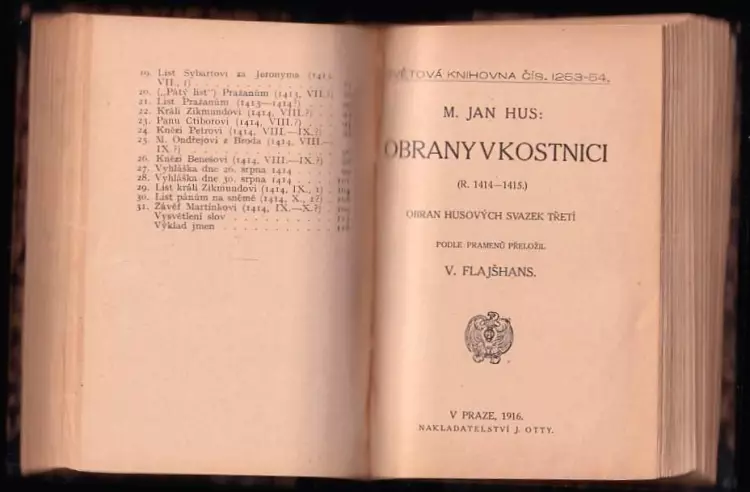 19. List Sybartovi za Jeronyma (1413,
VII., 1)
20. („Pátý list") Pražanům (1413, VII.?)
21. List Pražanům (1413—1414?)
22. Králi Zikmundovi (1414, VIII.?)
23. Panu Ctiborovi (1414, VIII.?)
24. Knězi Petrovi (1414, VIII.—IX.?)
25. M. Ondřejovi z Broda (1414, VIII.—
IX.?)
26. Knězi Benešovi (1414, VIII.—IX.?)
27. Vyhláška dne 26. srpna 1414
28. Vyhláška dne 30. srpna 1414
29. List králi Zikmundovi (1414, IX., 1)
30. List pánům na sněmě (1414, X., 2?)
31. Závěť Martinkovi (1414, IX.—X.?)
Vysvětlení slov
Výklad jmen
SVĚTOVÁ KNIHOVNA ČÍS. 1253-54.
M. JAN HUS:
OBRANY V KOSTNICI
(R. 1414—1415.)
OBRAN HUSOVÝCH SVAZEK TŘETÍ
PODLE PRAMENŮ PŘELOŽIL
V. FLAJŠHANS.
V PRAZE, 1916.
NAKLADATELSTVÍ J. OTTY.